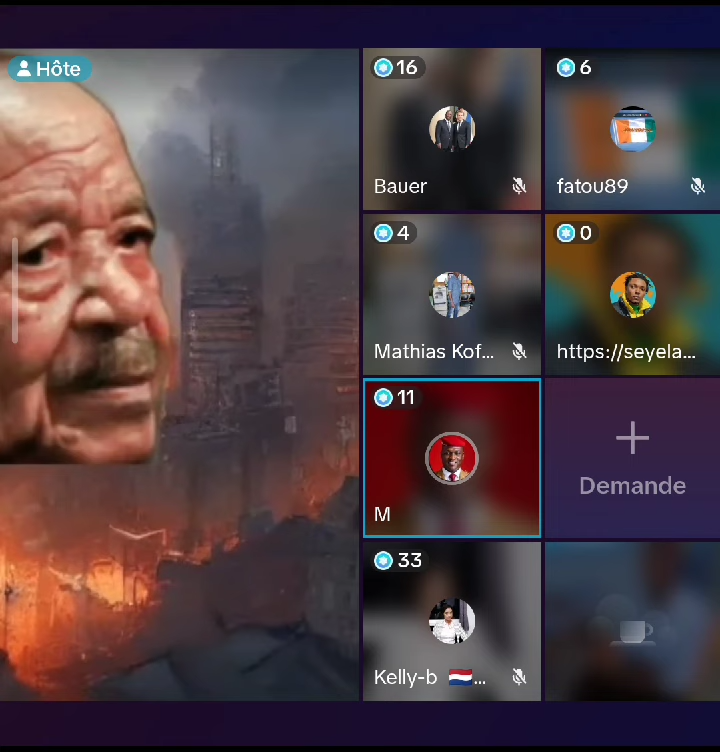 Hôte
16
Bauer
6
fatou89
4
Mathias Kof...
0
https://seyela...
11
M
Demande
33
Kelly-b 🇳🇱...